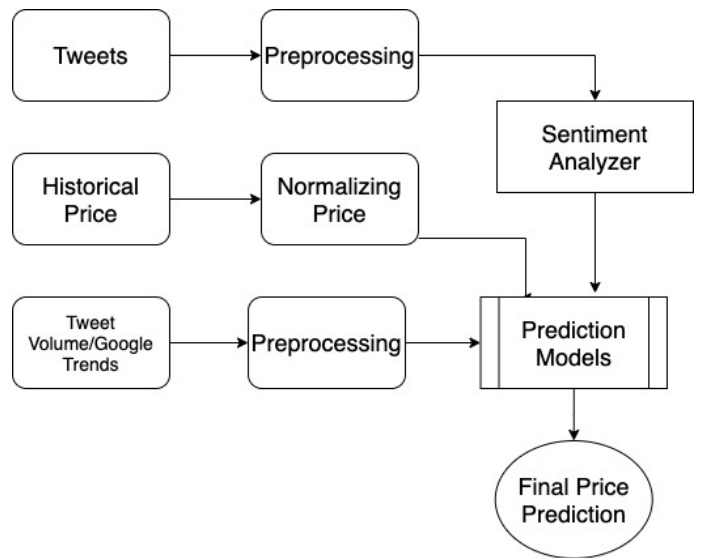 Tweets
Preprocessing
Sentiment
Analyzer
Historical
Price
Normalizing
Price
Tweet
Volume/Google
Trends
Preprocessing
Prediction
Models
Final Price
Prediction